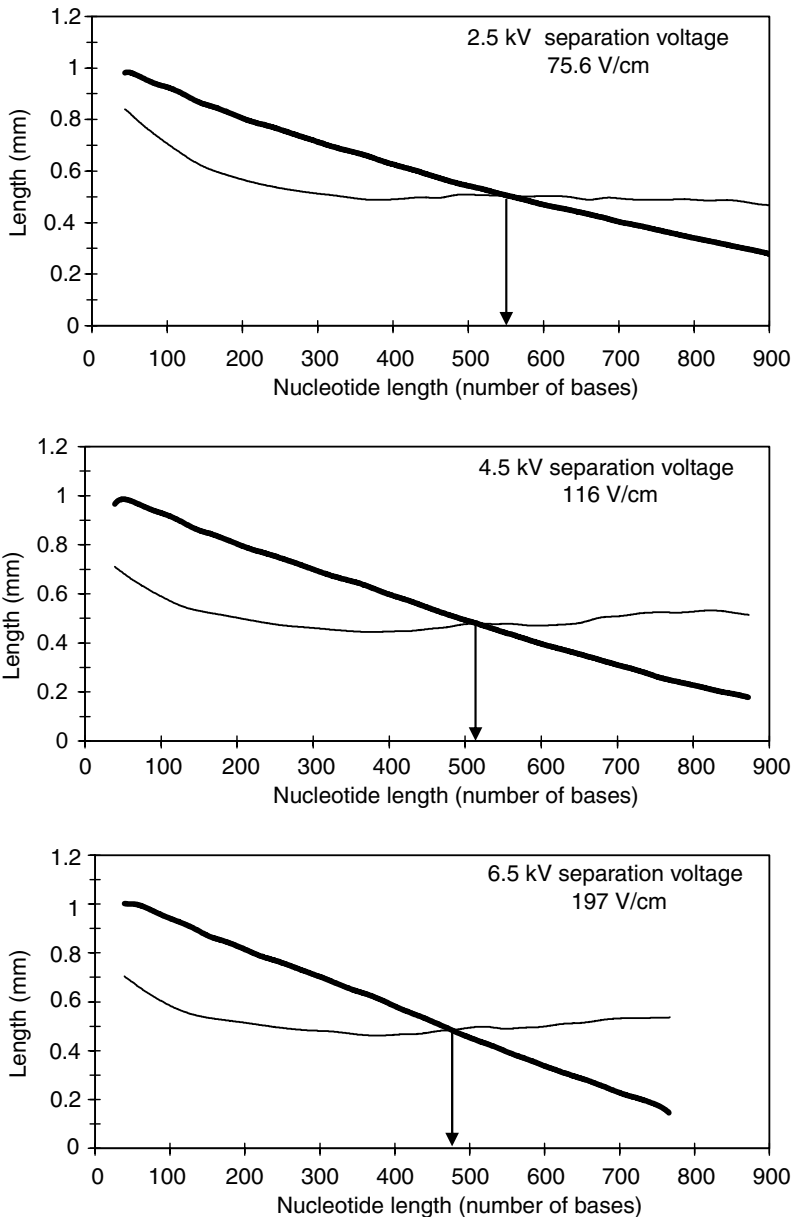 2.5 kV separation voltage
75.6 V/cm
1.2
1
0.8
0.6
0.4
0.2
0
Length (mm)
0 100 200 300 400 500 600 700 800 900
Nucleotide length (number of bases)
4.5 kV separation voltage
116 V/cm
1.2
1
0.8
0.6
0.4
0.2
0
Length (mm)
0 100 200 300 400 500 600 700 800 900
Nucleotide length (number of bases)
6.5 kV separation voltage
197 V/cm
1.2
1
0.8
0.6
0.4
0.2
0
Length (mm)
0 100 200 300 400 500 600 700 800 900
Nucleotide length (number of bases)